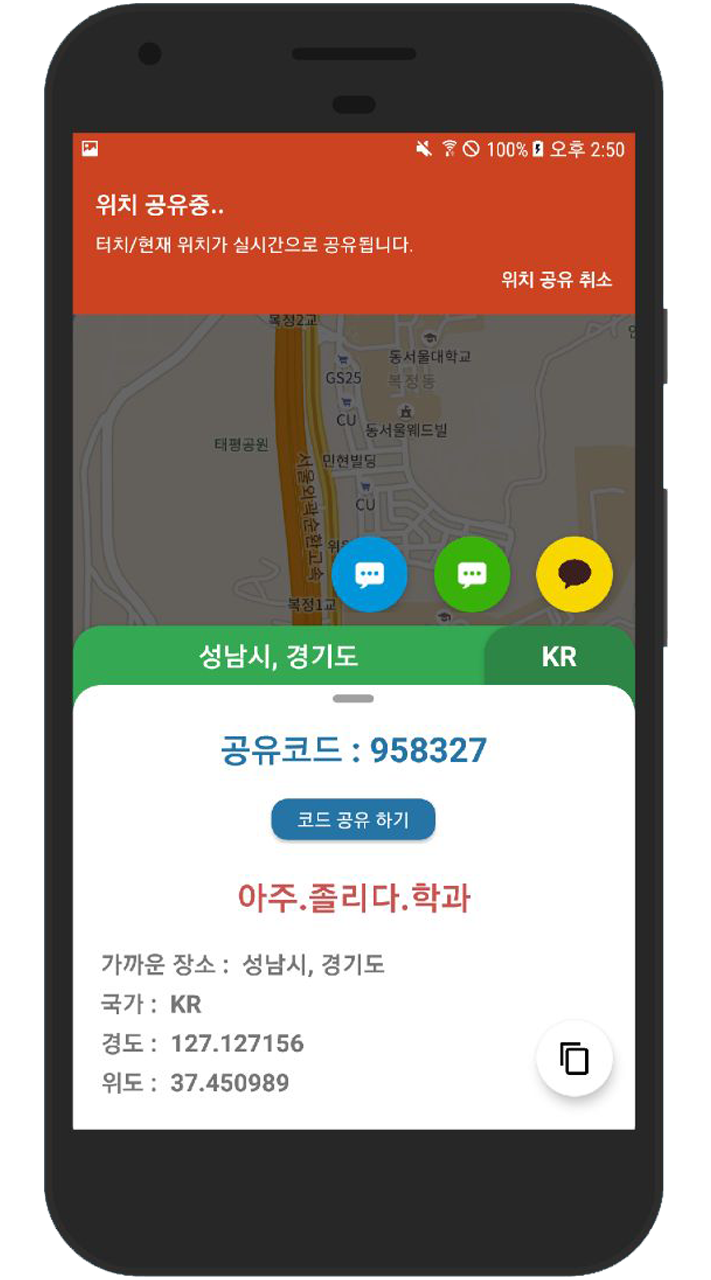 100% 오후 2:50
위치 공유중..
터치/현재 위치가 실시간으로 공유됩니다.
위치 공유 취소
복정2교
동서울대학교
GS25
복정동
CU
동서울웨드빌
태평공원
민현빌딩
서울외곽순환고속
CU
복정1교
성남시, 경기도
KR
공유코드 : 958327
코드 공유 하기
아주.졸리다.학과
가까운 장소 : 성남시, 경기도
국가 : KR
경도 : 127.127156
위도 : 37.450989